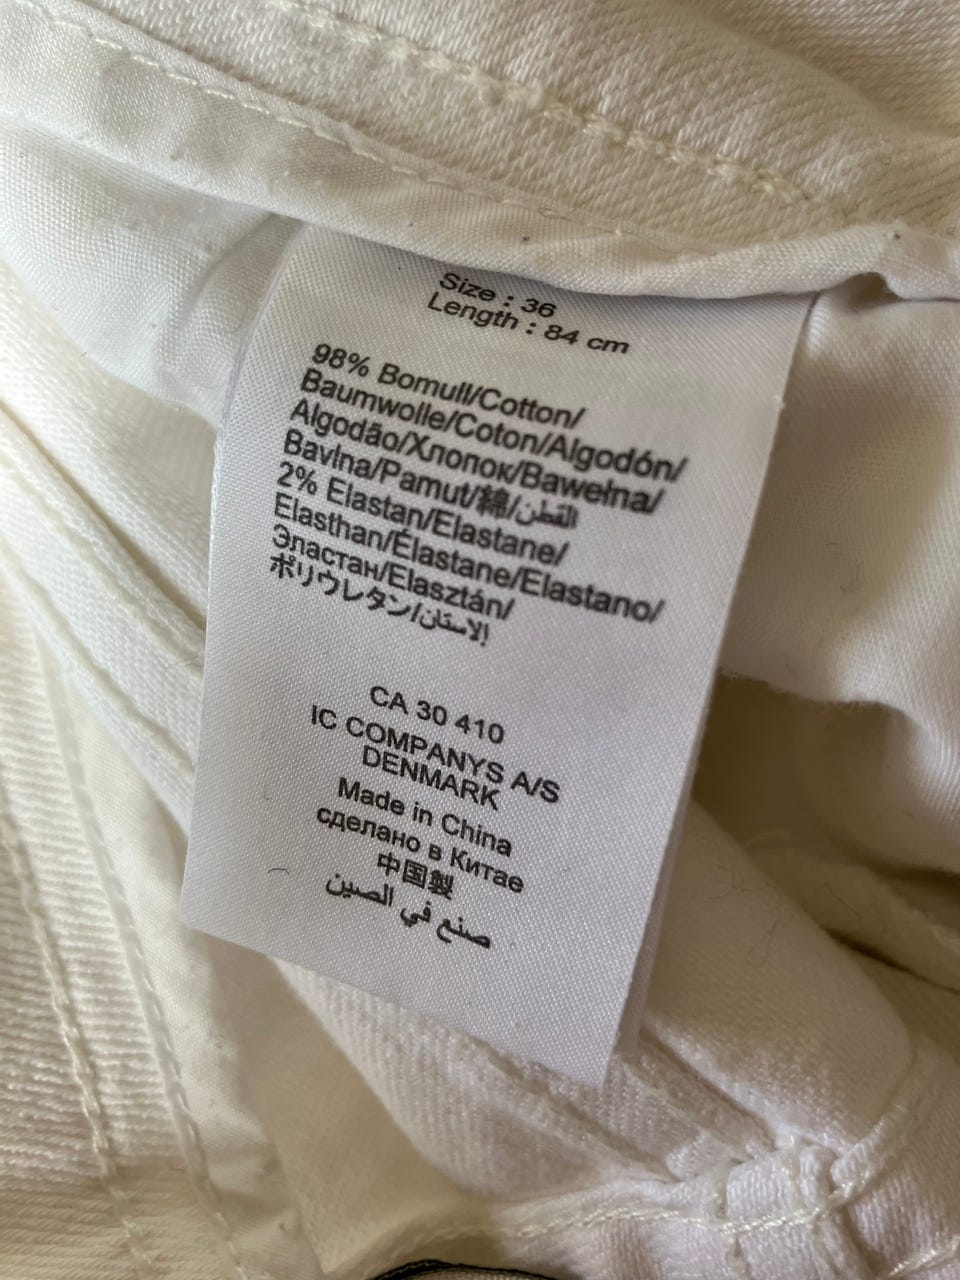 Size : 36
Length : 84 cm
98% Bomull/Cotton/
Baumwolle/Coton/Algodón/
Algodão/Хлопок/Bawełna/
Bavlna/Pamut/綿/القطن
2% Elastan/Elastane/
Elasthan/Élastane/Elastano/
Эластан/Elasztán/
ポリウレタン/الاستان
CA 30 410
IC COMPANYS A/S
DENMARK
Made in China
сделано в Китае
中国製
صنع في الصين